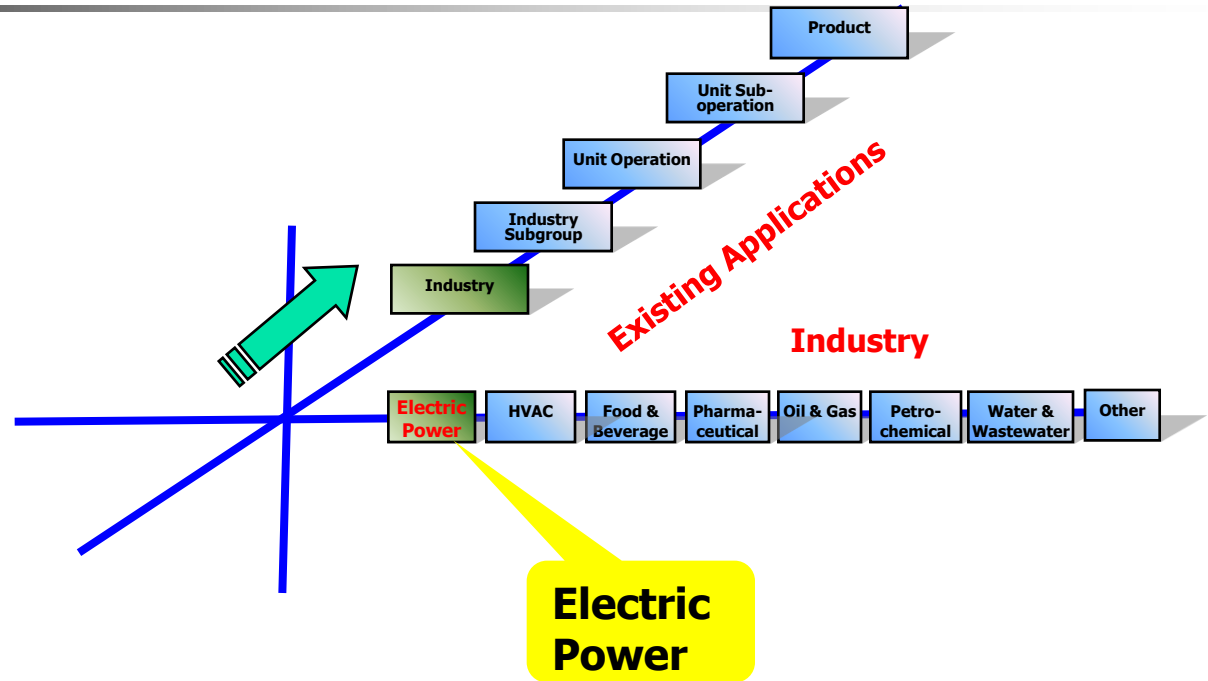 Product
Unit Sub-
operation
Unit Operation
Industry
Subgroup
Industry
Existing Applications
Industry
Electric
Power
HVAC
Food &
Beverage
Pharma-
ceutical
Oil & Gas
Petro-
chemical
Water &
Wastewater
Other
Electric
Power